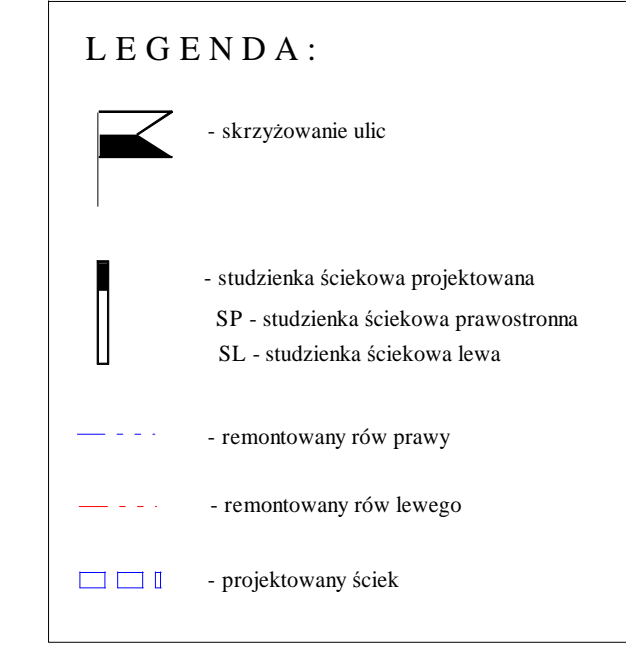 LEGENDA:
- skrzyżowanie ulic
- studzienka ściekowa projektowana
SP - studzienka ściekowa prawostronna
SL - studzienka ściekowa lewa
- remontowany rów prawy
- remontowany rów lewego
- projektowany ściek